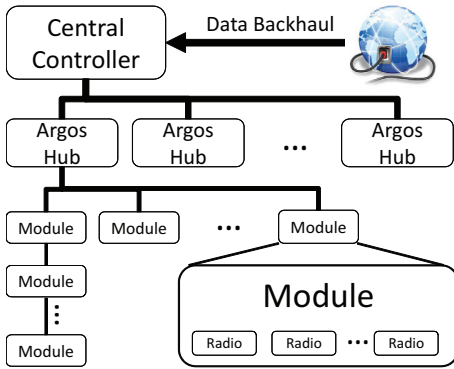 Central
Controller
Data Backhaul
Argos
Hub
Argos
Hub
...
Argos
Hub
Module
Module
...
Module
Module
Module
Module
Radio
Radio
...
Radio